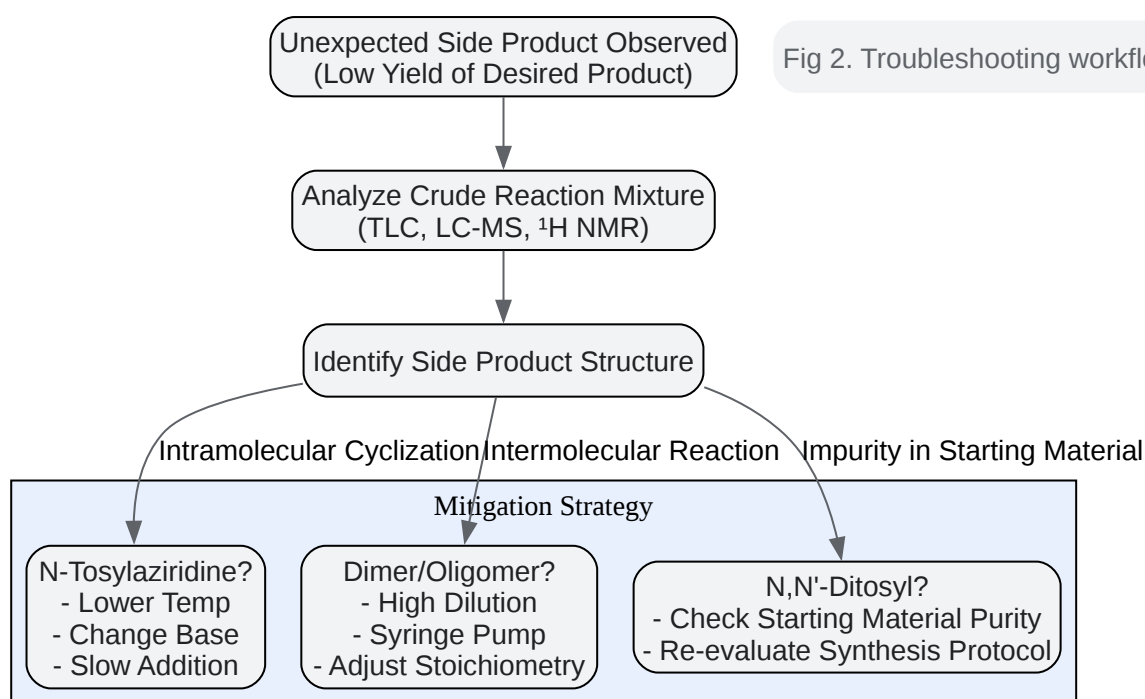 Unexpected Side Product Observed
(Low Yield of Desired Product)
Fig 2. Troubleshooting
Analyze Crude Reaction Mixture
(TLC, LC-MS, ¹H NMR)
Identify Side Product Structure
Intramolecular Cyclization
Intermolecular Reaction
Impurity in Starting Material
Mitigation Strategy
N-Tosylaziridine?
- Lower Temp
- Change Base
- Slow Addition
Dimer/Oligomer?
- High Dilution
- Syringe Pump
- Adjust Stoichiometry
N,N'-Ditosyl?
- Check Starting Material Purity
- Re-evaluate Synthesis Protocol